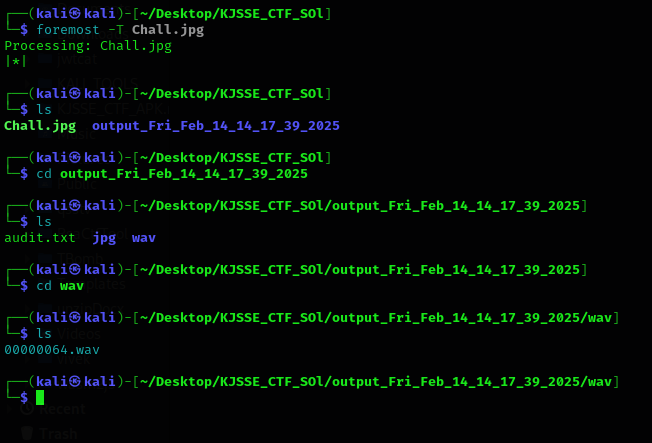 ┌──(kali㉿kali)-[~/Desktop/KJSSE_CTF_SOl]
└─$ foremost -T Chall.jpg
Processing: Chall.jpg
|*|
┌──(kali㉿kali)-[~/Desktop/KJSSE_CTF_SOl]
└─$ ls
Chall.jpg  output_Fri_Feb_14_14_17_39_2025
┌──(kali㉿kali)-[~/Desktop/KJSSE_CTF_SOl]
└─$ cd output_Fri_Feb_14_14_17_39_2025
┌──(kali㉿kali)-[~/Desktop/KJSSE_CTF_SOl/output_Fri_Feb_14_14_17_39_2025]
└─$ ls
audit.txt  jpg  wav
┌──(kali㉿kali)-[~/Desktop/KJSSE_CTF_SOl/output_Fri_Feb_14_14_17_39_2025]
└─$ cd wav
┌──(kali㉿kali)-[~/Desktop/KJSSE_CTF_SOl/output_Fri_Feb_14_14_17_39_2025/wav]
└─$ ls
00000064.wav
┌──(kali㉿kali)-[~/Desktop/KJSSE_CTF_SOl/output_Fri_Feb_14_14_17_39_2025/wav]
└─$
Recent
Trash